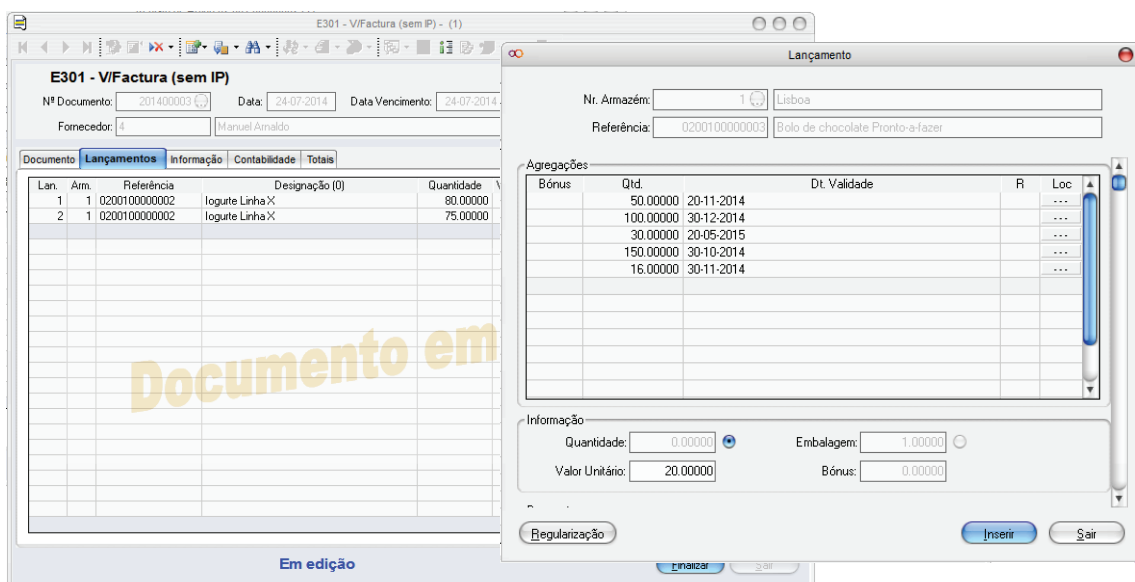 E301 - V/Factura (sem IP) - (1)
E301 - V/Factura (sem IP)
Nº Documento: 201400003 Data: 24-07-2014 Data Vencimento: 24-07-2014
Fornecedor: 4 Manuel Arnaldo
Documento Lançamentos Informação Contabilidade Totais
Lan. Arm. Referência Designação (0) Quantidade
1 1 0200100000002 Iogurte Linha X 80.00000
2 1 0200100000002 Iogurte Linha X 75.00000
Documento em
Em edição
Finalizar Sair
Lançamento
Nr. Armazém: 1 Lisboa
Referência: 0200100000003 Bolo de chocolate Pronto-a-fazer
Agregações
Bónus Qtd. Dt. Validade R Loc
50.00000 20-11-2014 ...
100.00000 30-12-2014 ...
30.00000 20-05-2015 ...
150.00000 30-10-2014 ...
16.00000 30-11-2014 ...
Informação
Quantidade: 0.00000 Embalagem: 1.00000
Valor Unitário: 20.00000 Bónus: 0.00000
Regularização Inserir Sair